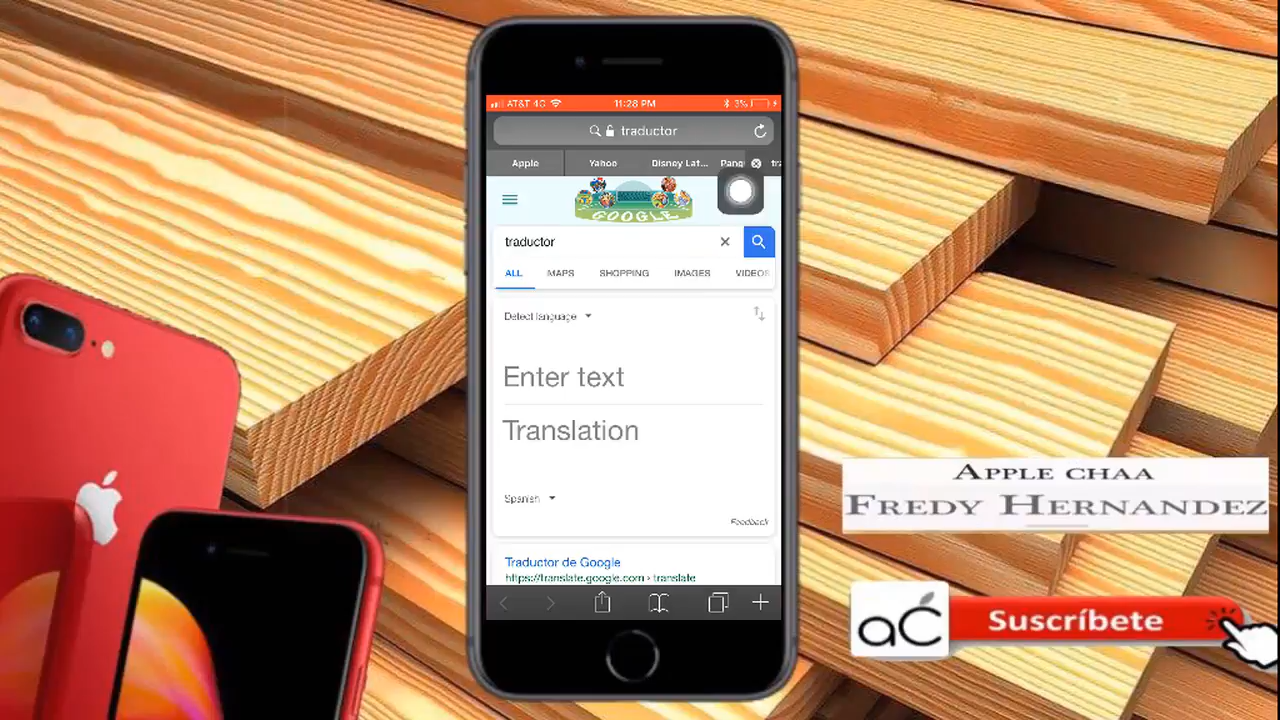 AT&T 4G 11:28 PM 3%
traductor
Apple Yahoo Disney Lat... Pang
GOOGLE
traductor
ALL MAPS SHOPPING IMAGES VIDEOS
Detect language
Enter text
Translation
Spanish
Feedback
Traductor de Google
https://translate.google.com › translate
APPLE CHAA
FREDY HERNANDEZ
aC Suscríbete